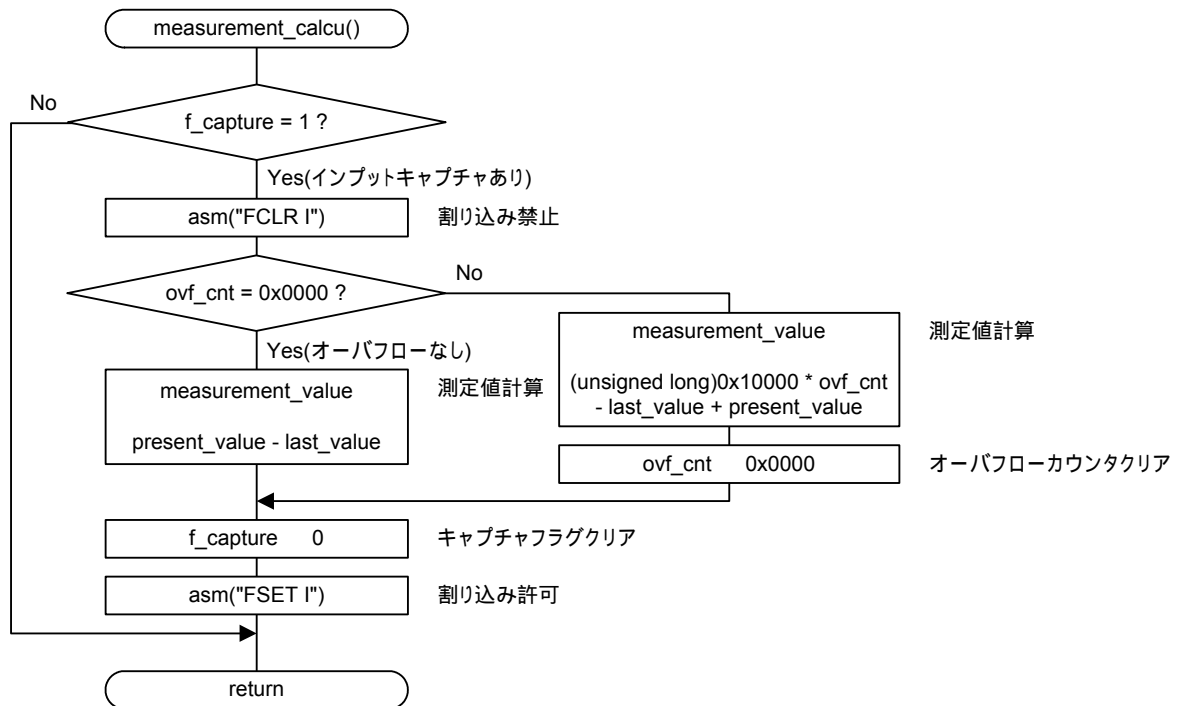 measurement_calcu()
No
f_capture = 1 ?
Yes(インプットキャプチャあり)
asm("FCLR I")
割り込み禁止
No
ovf_cnt = 0x0000 ?
Yes(オーバフローなし)
measurement_value
present_value - last_value
測定値計算
measurement_value
(unsigned long)0x10000 * ovf_cnt
- last_value + present_value
測定値計算
ovf_cnt 0x0000
オーバフローカウンタクリア
f_capture 0
キャプチャフラグクリア
asm("FSET I")
割り込み許可
return